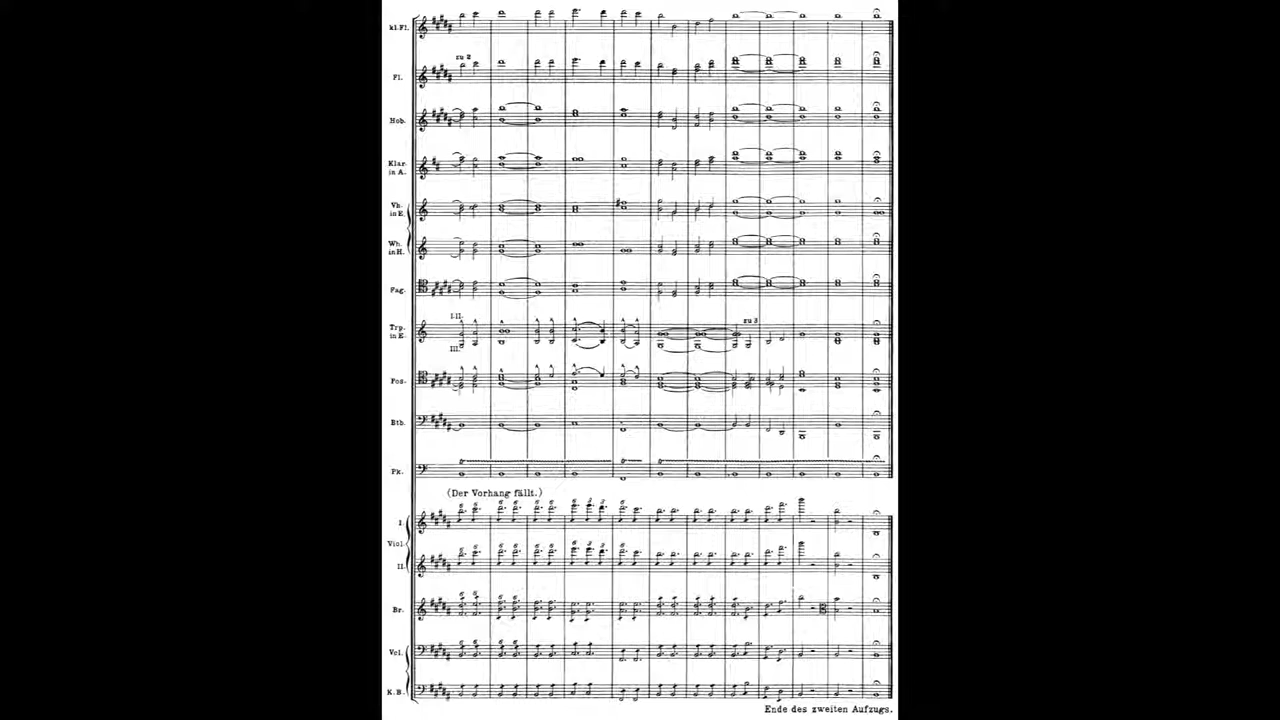 kl.Fl.
zu 2
Fl.
Hob.
Klar.
in A.
Vh.
in E.
Wh.
in H.
Fag.
I.II.
Trp.
in E.
zu 3
III.
Pos.
Btb.
Pk.
(Der Vorhang fällt.)
I.
Viol.
II.
Br.
Vcl.
K.B.
Ende des zweiten Aufzugs.